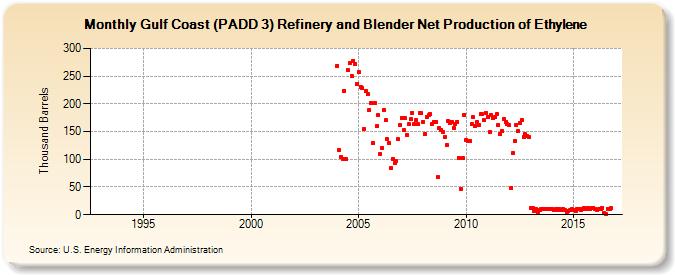 Monthly Gulf Coast (PADD 3) Refinery and Blender Net Production of Ethylene
Thousand Barrels
300
250
200
150
100
50
0
1995 2000 2005 2010 2015
Source: U.S. Energy Information Administration